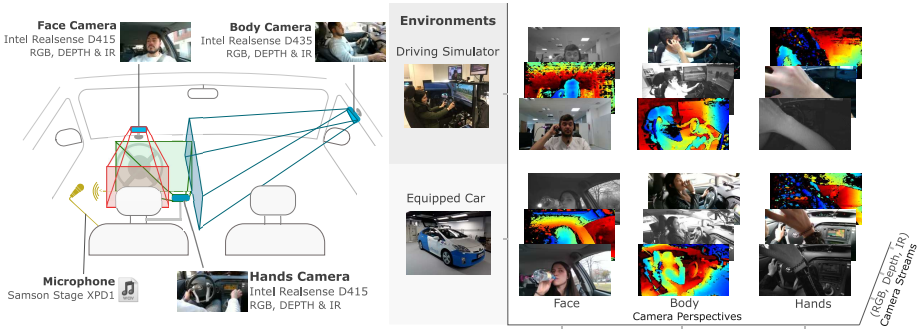 Face Camera
Intel Realsense D415
RGB, DEPTH & IR
Body Camera
Intel Realsense D435
RGB, DEPTH & IR
Microphone
Samson Stage XPD1
Hands Camera
Intel Realsense D415
RGB, DEPTH & IR
Environments
Driving Simulator
Equipped Car
Face
Body
Hands
Camera Perspectives
(RGB, Depth, IR)
Camera Streams